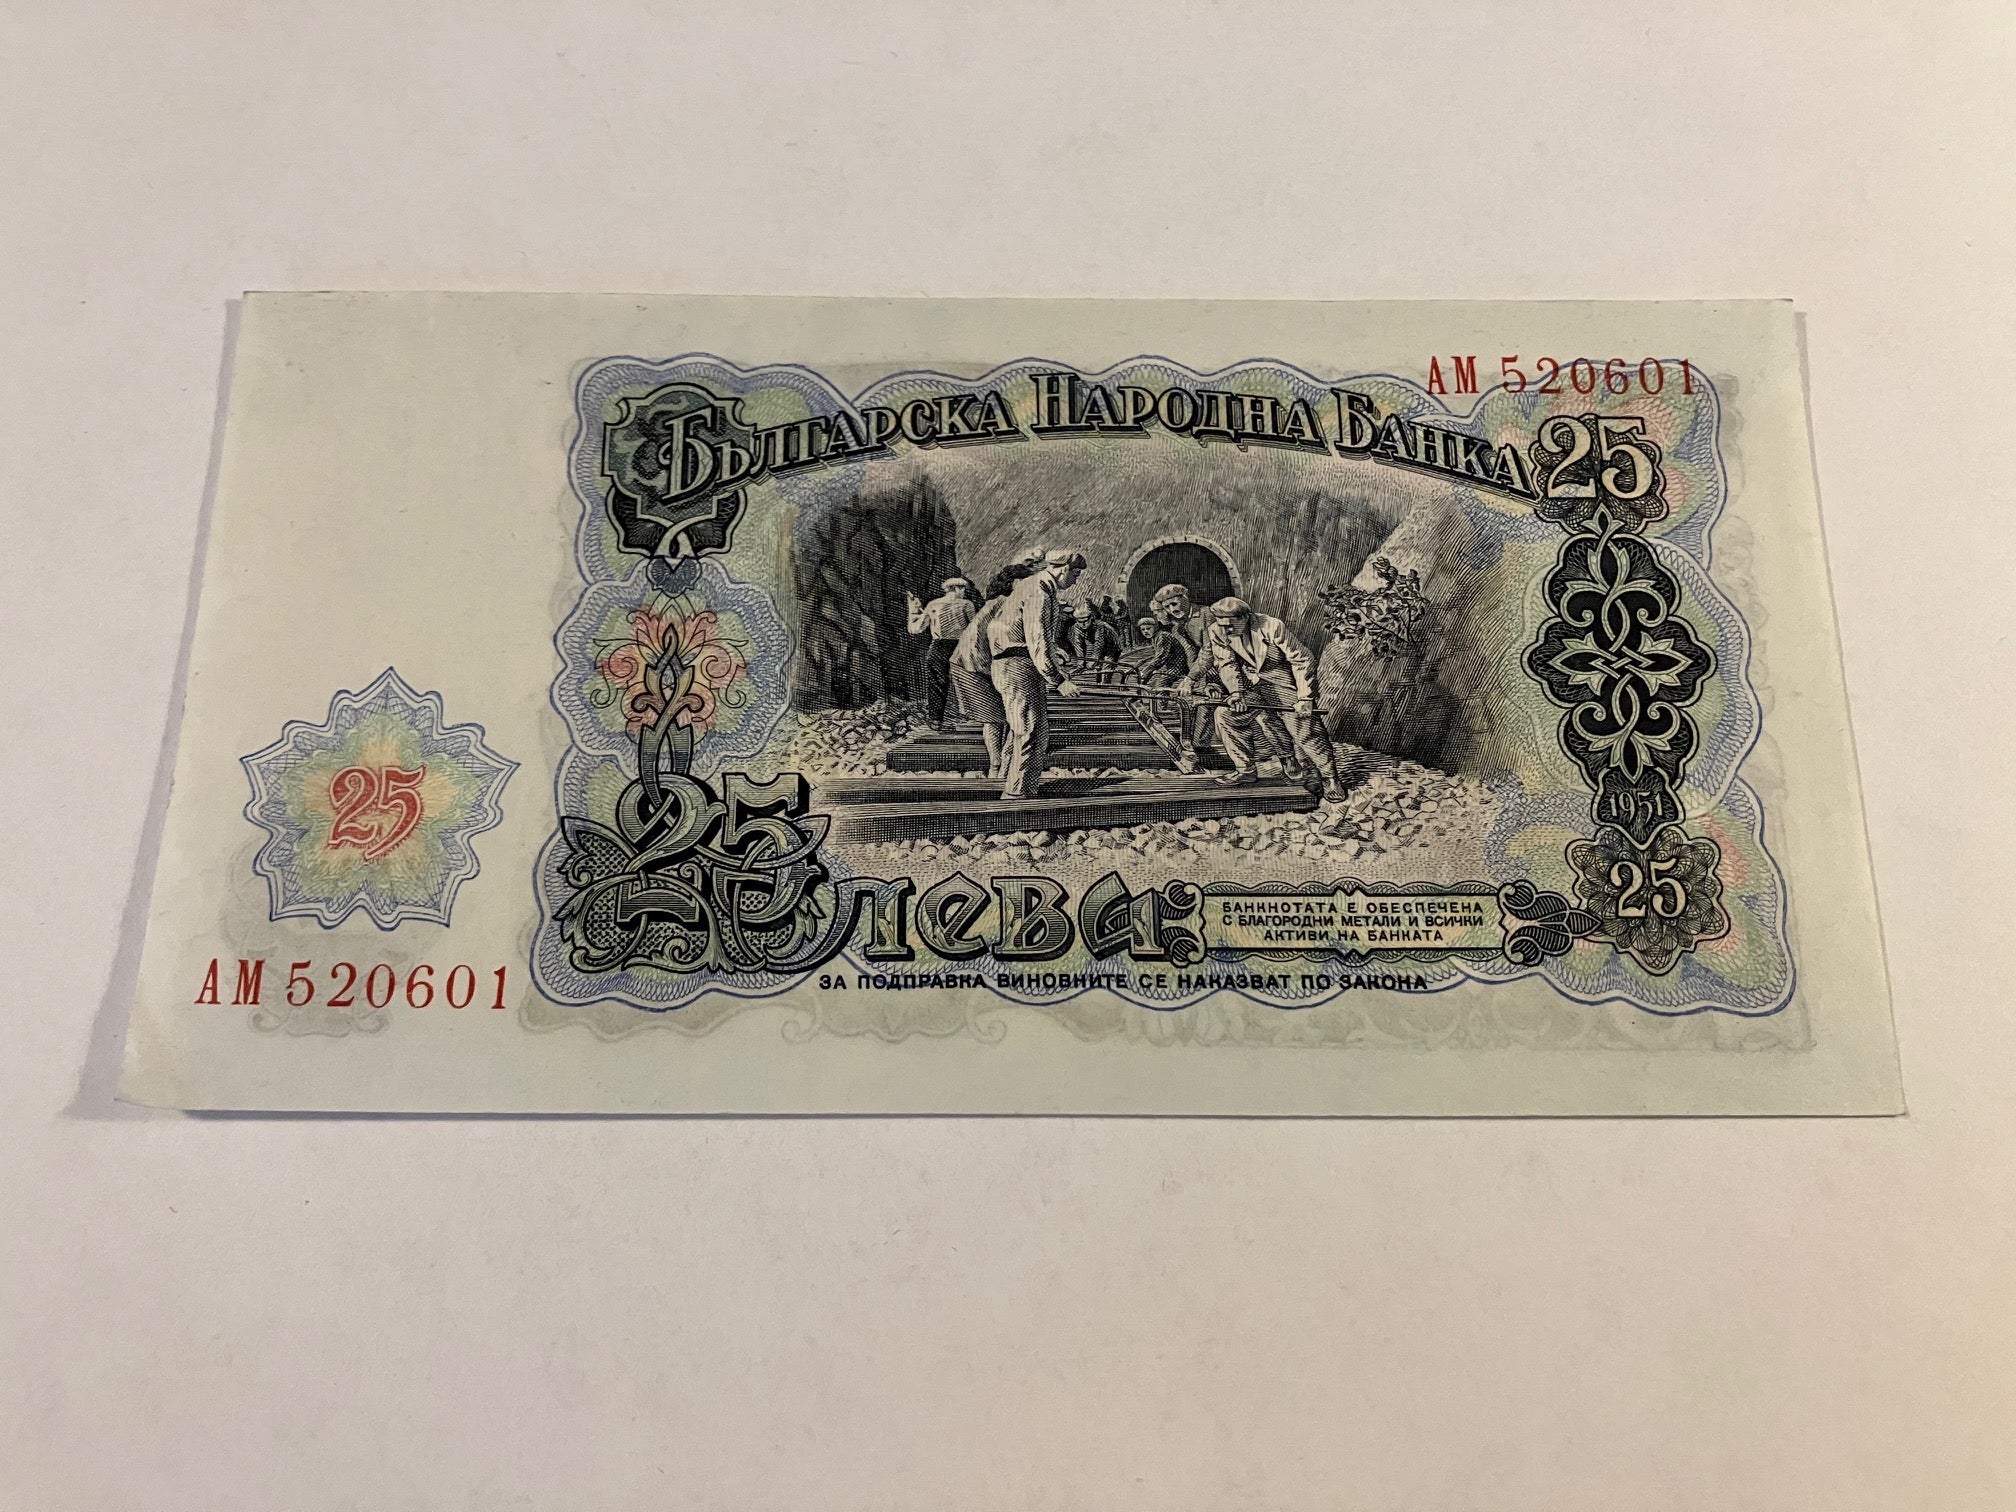 АМ 520601
Българска Народна Банка
25
25
1951
25
25 лева
БАНКНОТАТА Е ОБЕСПЕЧЕНА
С БЛАГОРОДНИ МЕТАЛИ И ВСИЧКИ
АКТИВИ НА БАНКАТА
АМ 520601
ЗА ПОДПРАВКА ВИНОВНИТЕ СЕ НАКАЗВАТ ПО ЗАКОНА